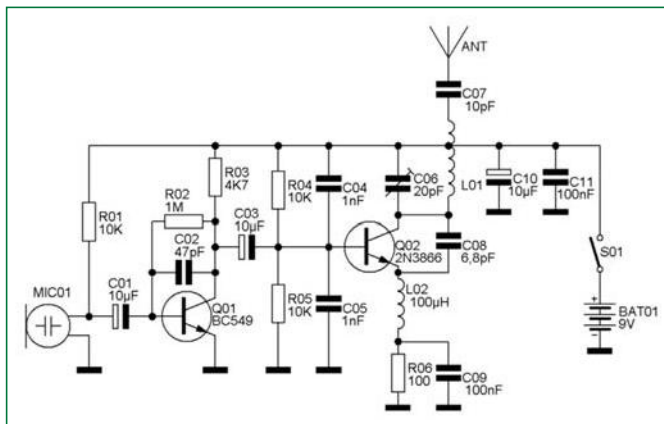 ANT
C07
10pF
R03
4K7
R04
10K
C04
1nF
C06
20pF
L01
C10
10µF
C11
100nF
R02
1M
R01
10K
C03
10µF
C02
47pF
Q02
2N3866
C08
6,8pF
S01
MIC01
C01
10µF
Q01
BC549
R05
10K
C05
1nF
L02
100µH
+
BAT01
9V
-
R06
100
C09
100nF